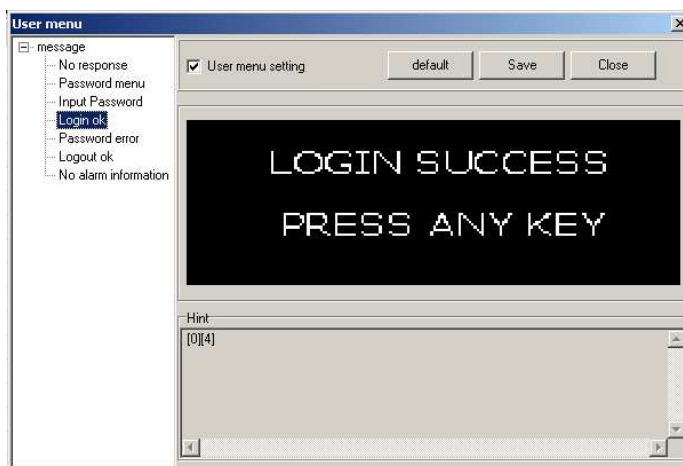 User menu
message
No response
Password menu
Input Password
Login ok
Password error
Logout ok
No alarm information
User menu setting
default
Save
Close
LOGIN SUCCESS
PRESS ANY KEY
Hint
[0][4]